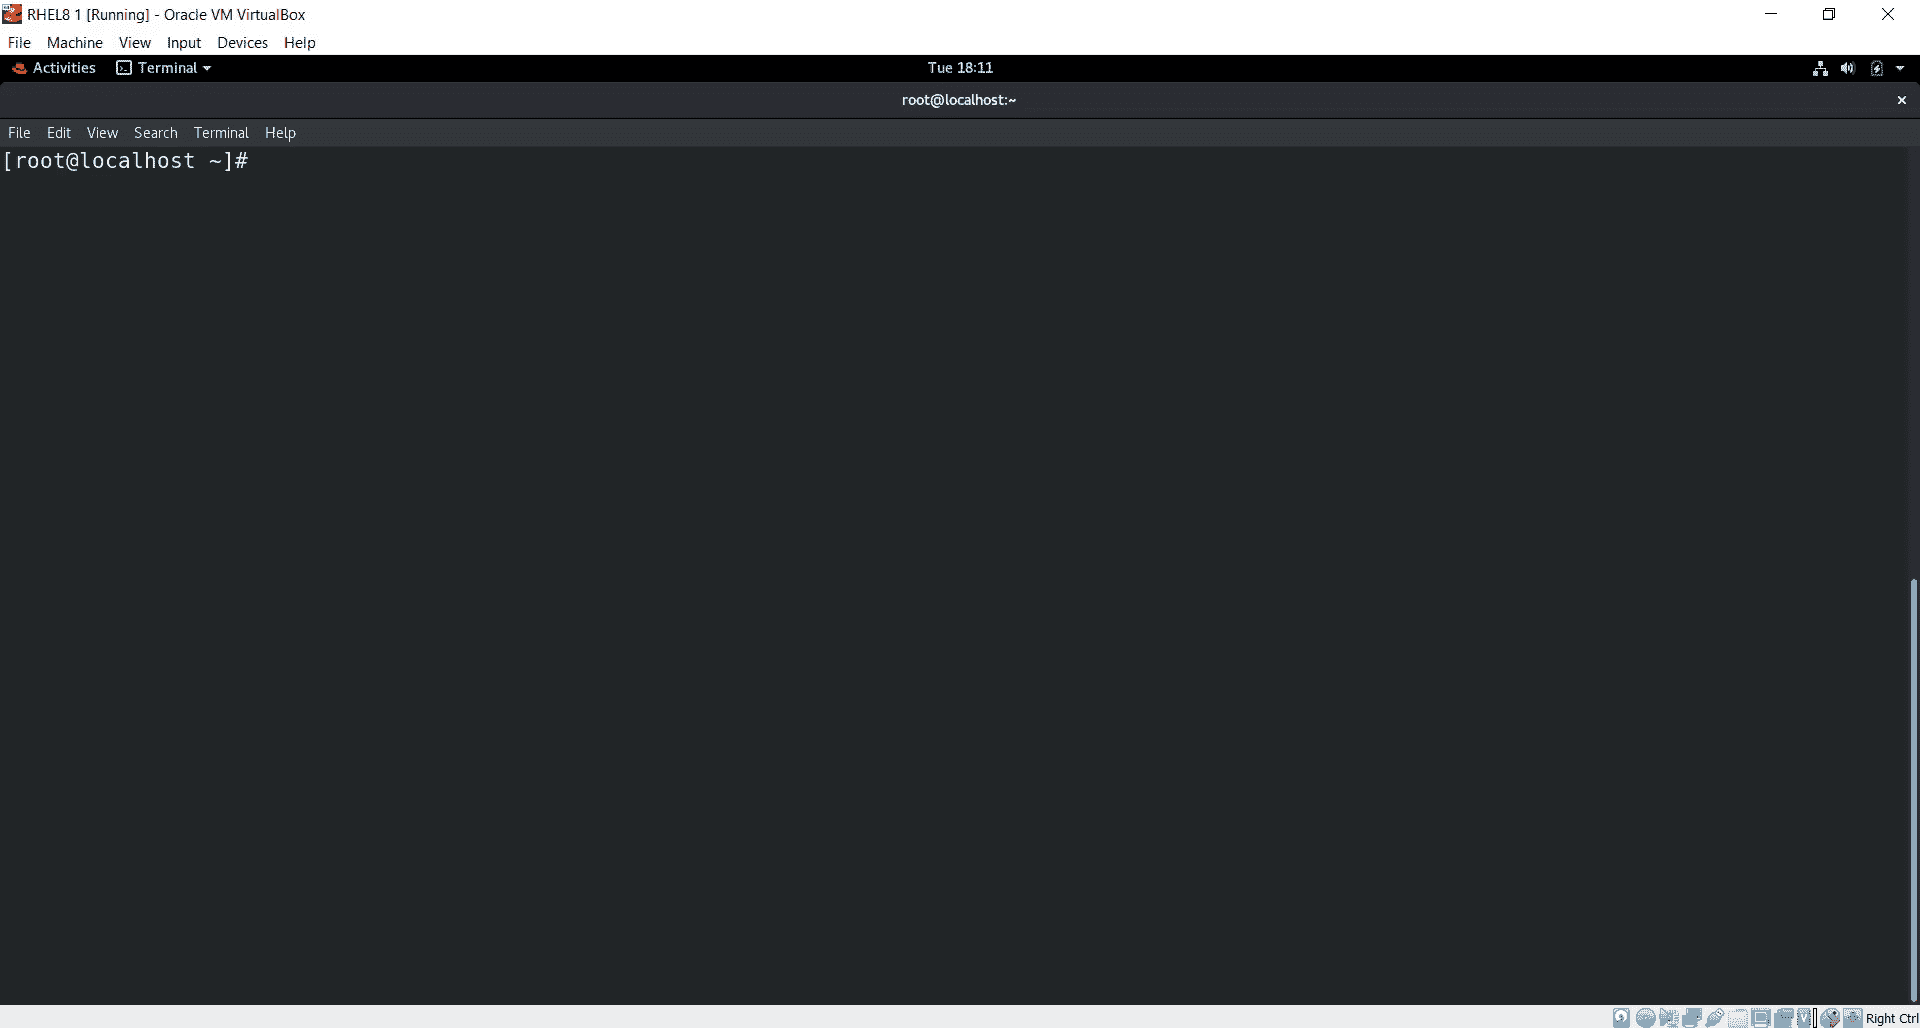 RHEL8 1 [Running] - Oracle VM VirtualBox
File Machine View Input Devices Help
Activities Terminal Tue 18:11
root@localhost:~
File Edit View Search Terminal Help
[root@localhost ~]#
Right Ctrl